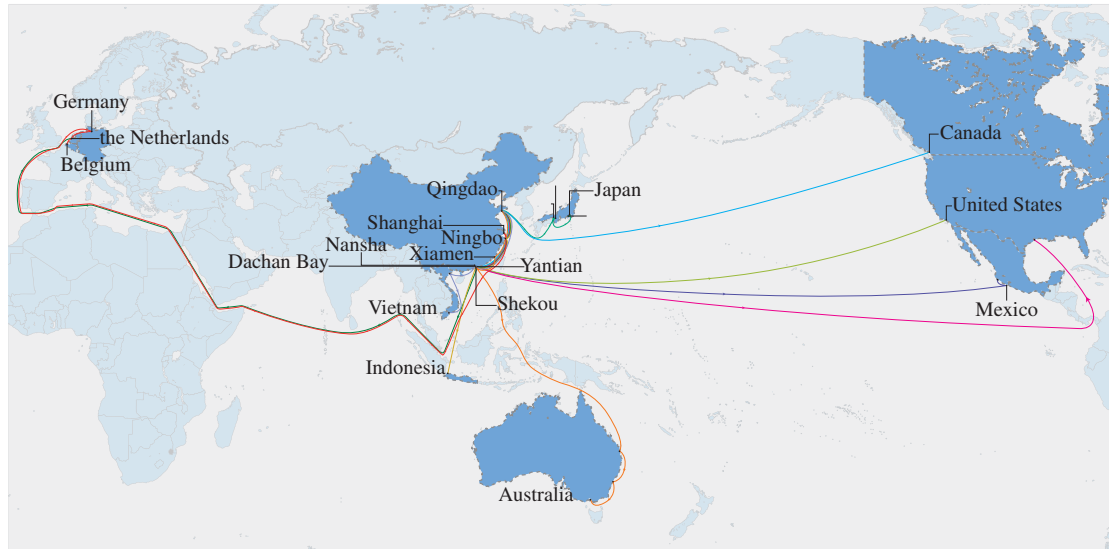 Germany
the Netherlands
Belgium
Canada
Qingdao
Japan
United States
Shanghai
Ningbo
Nansha
Xiamen
Dachan Bay
Yantian
Vietnam
Shekou
Mexico
Indonesia
Australia